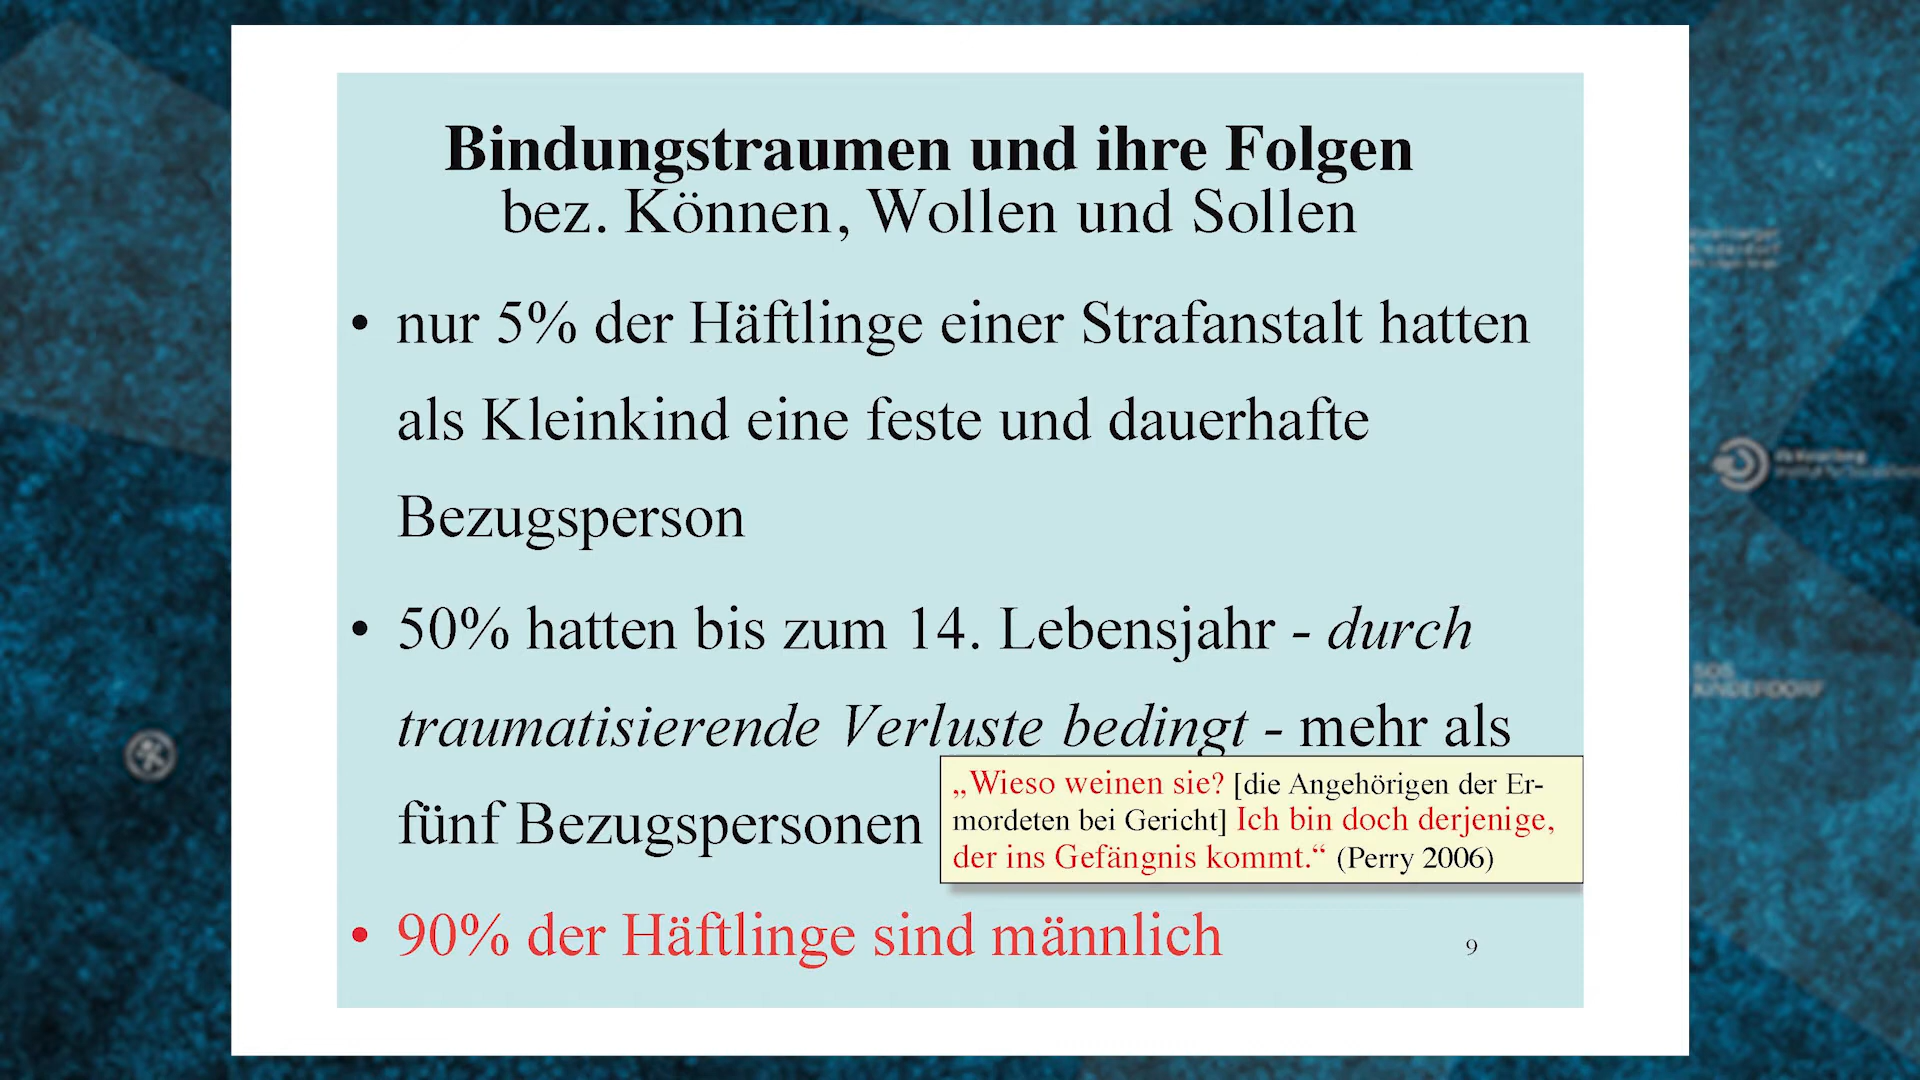 Bindungstraumen und ihre Folgen
bez. Können, Wollen und Sollen
• nur 5% der Häftlinge einer Strafanstalt hatten
als Kleinkind eine feste und dauerhafte
Bezugsperson
• 50% hatten bis zum 14. Lebensjahr - durch
traumatisierende Verluste bedingt - mehr als
fünf Bezugspersonen
„Wieso weinen sie? [die Angehörigen der Er-
mordeten bei Gericht] Ich bin doch derjenige,
der ins Gefängnis kommt.“ (Perry 2006)
• 90% der Häftlinge sind männlich
9
SOS
KINDERDORF